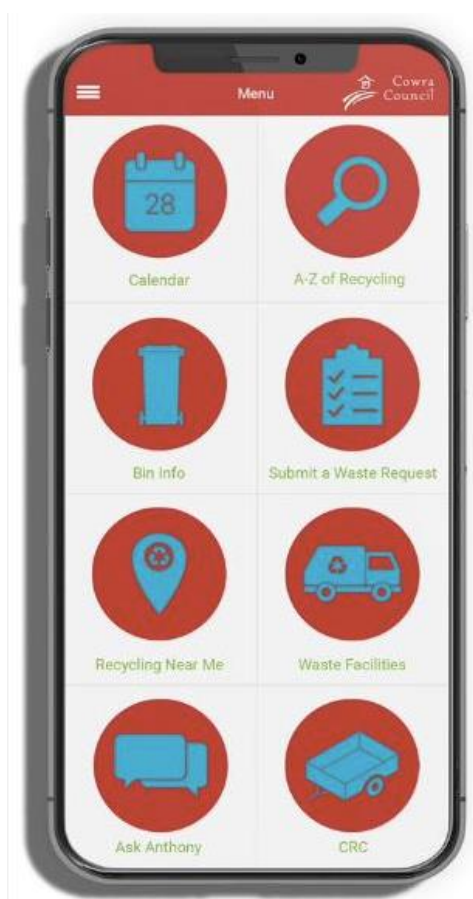 Menu
Cowra
Council
28
Calendar
A-Z of Recycling
Bin Info
Submit a Waste Request
Recycling Near Me
Waste Facilities
Ask Anthony
CRC